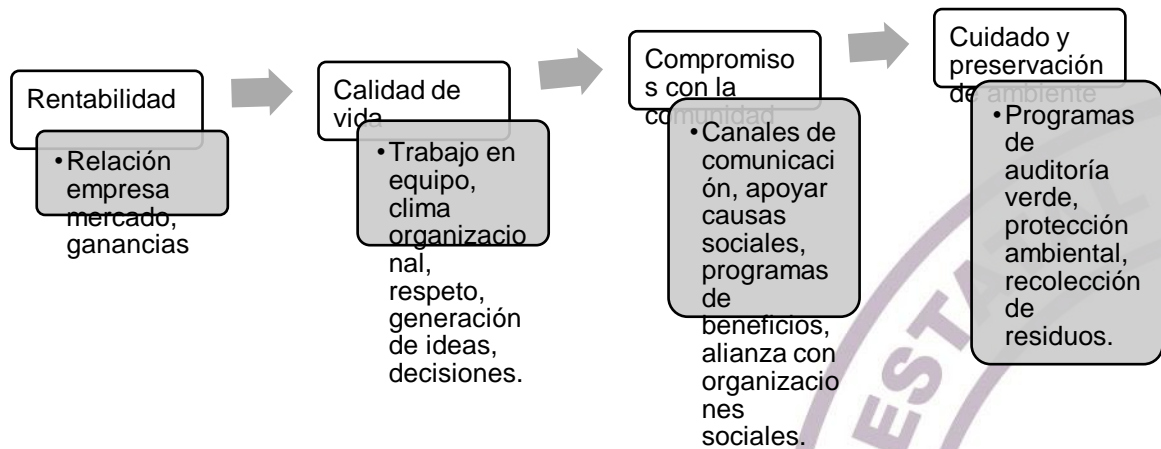 Rentabilidad
•Relación
empresa
mercado,
ganancias
Calidad de
vida
•Trabajo en
equipo,
clima
organizacio
nal,
respeto,
generación
de ideas,
decisiones.
Compromiso
s con la
comunidad
•Canales de
comunicaci
ón, apoyar
causas
sociales,
programas
de
beneficios,
alianza con
organizacio
nes
sociales.
Cuidado y
preservación
de ambiente
•Programas
de
auditoría
verde,
protección
ambiental,
recolección
de
residuos.